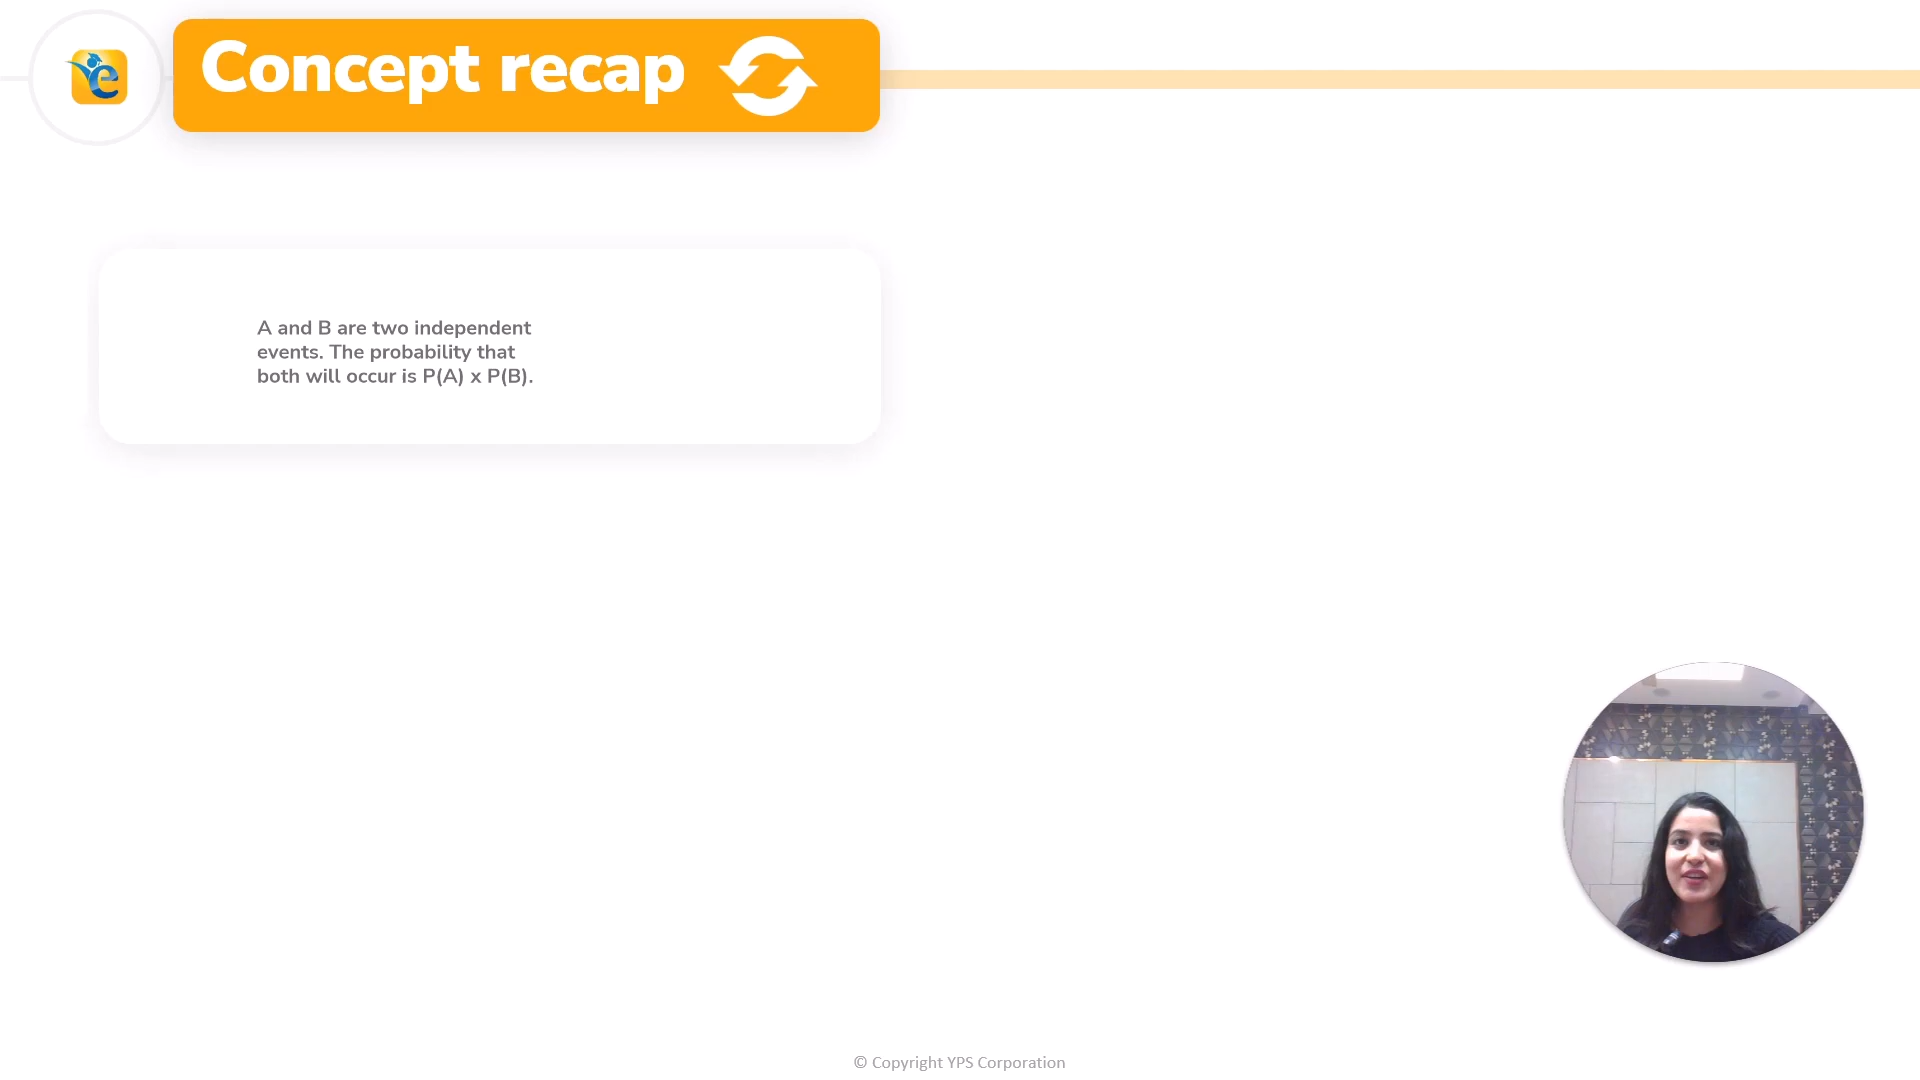 Concept recap
A and B are two independent
events. The probability that
both will occur is P(A) x P(B).
© Copyright YPS Corporation